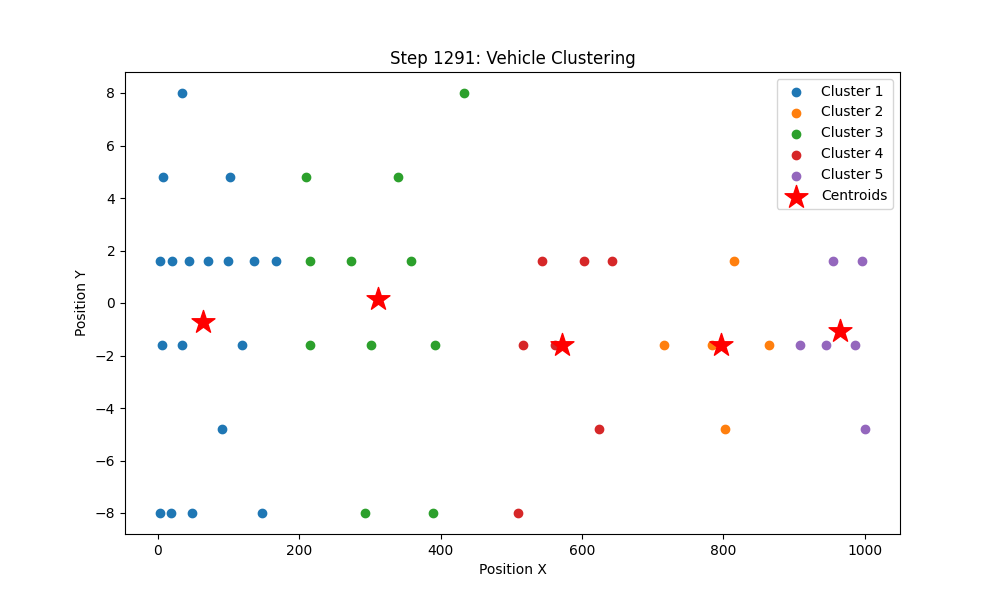 Step 1291: Vehicle Clustering
Cluster 1
Cluster 2
Cluster 3
Cluster 4
Cluster 5
Centroids
8
6
4
2
0
−2
−4
−6
−8
Position Y
0
200
400
600
800
1000
Position X